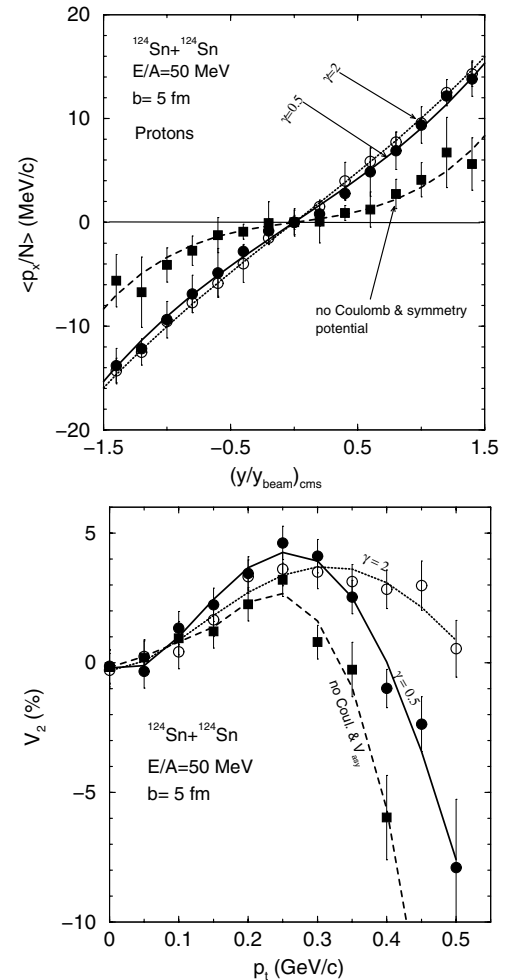 20
¹²⁴Sn+¹²⁴Sn
E/A=50 MeV
b= 5 fm
Protons
γ=2
γ=0.5
10
0
−10
−20
<pₓ/N> (MeV/c)
no Coulomb & symmetry
potential
−1.5 −0.5 0.5 1.5
(y/y_beam)_cms
5
0
−5
−10
V₂ (%)
γ=2
γ=0.5
no Coul. & V_asy
¹²⁴Sn+¹²⁴Sn
E/A=50 MeV
b= 5 fm
0 0.1 0.2 0.3 0.4 0.5
pₜ (GeV/c)